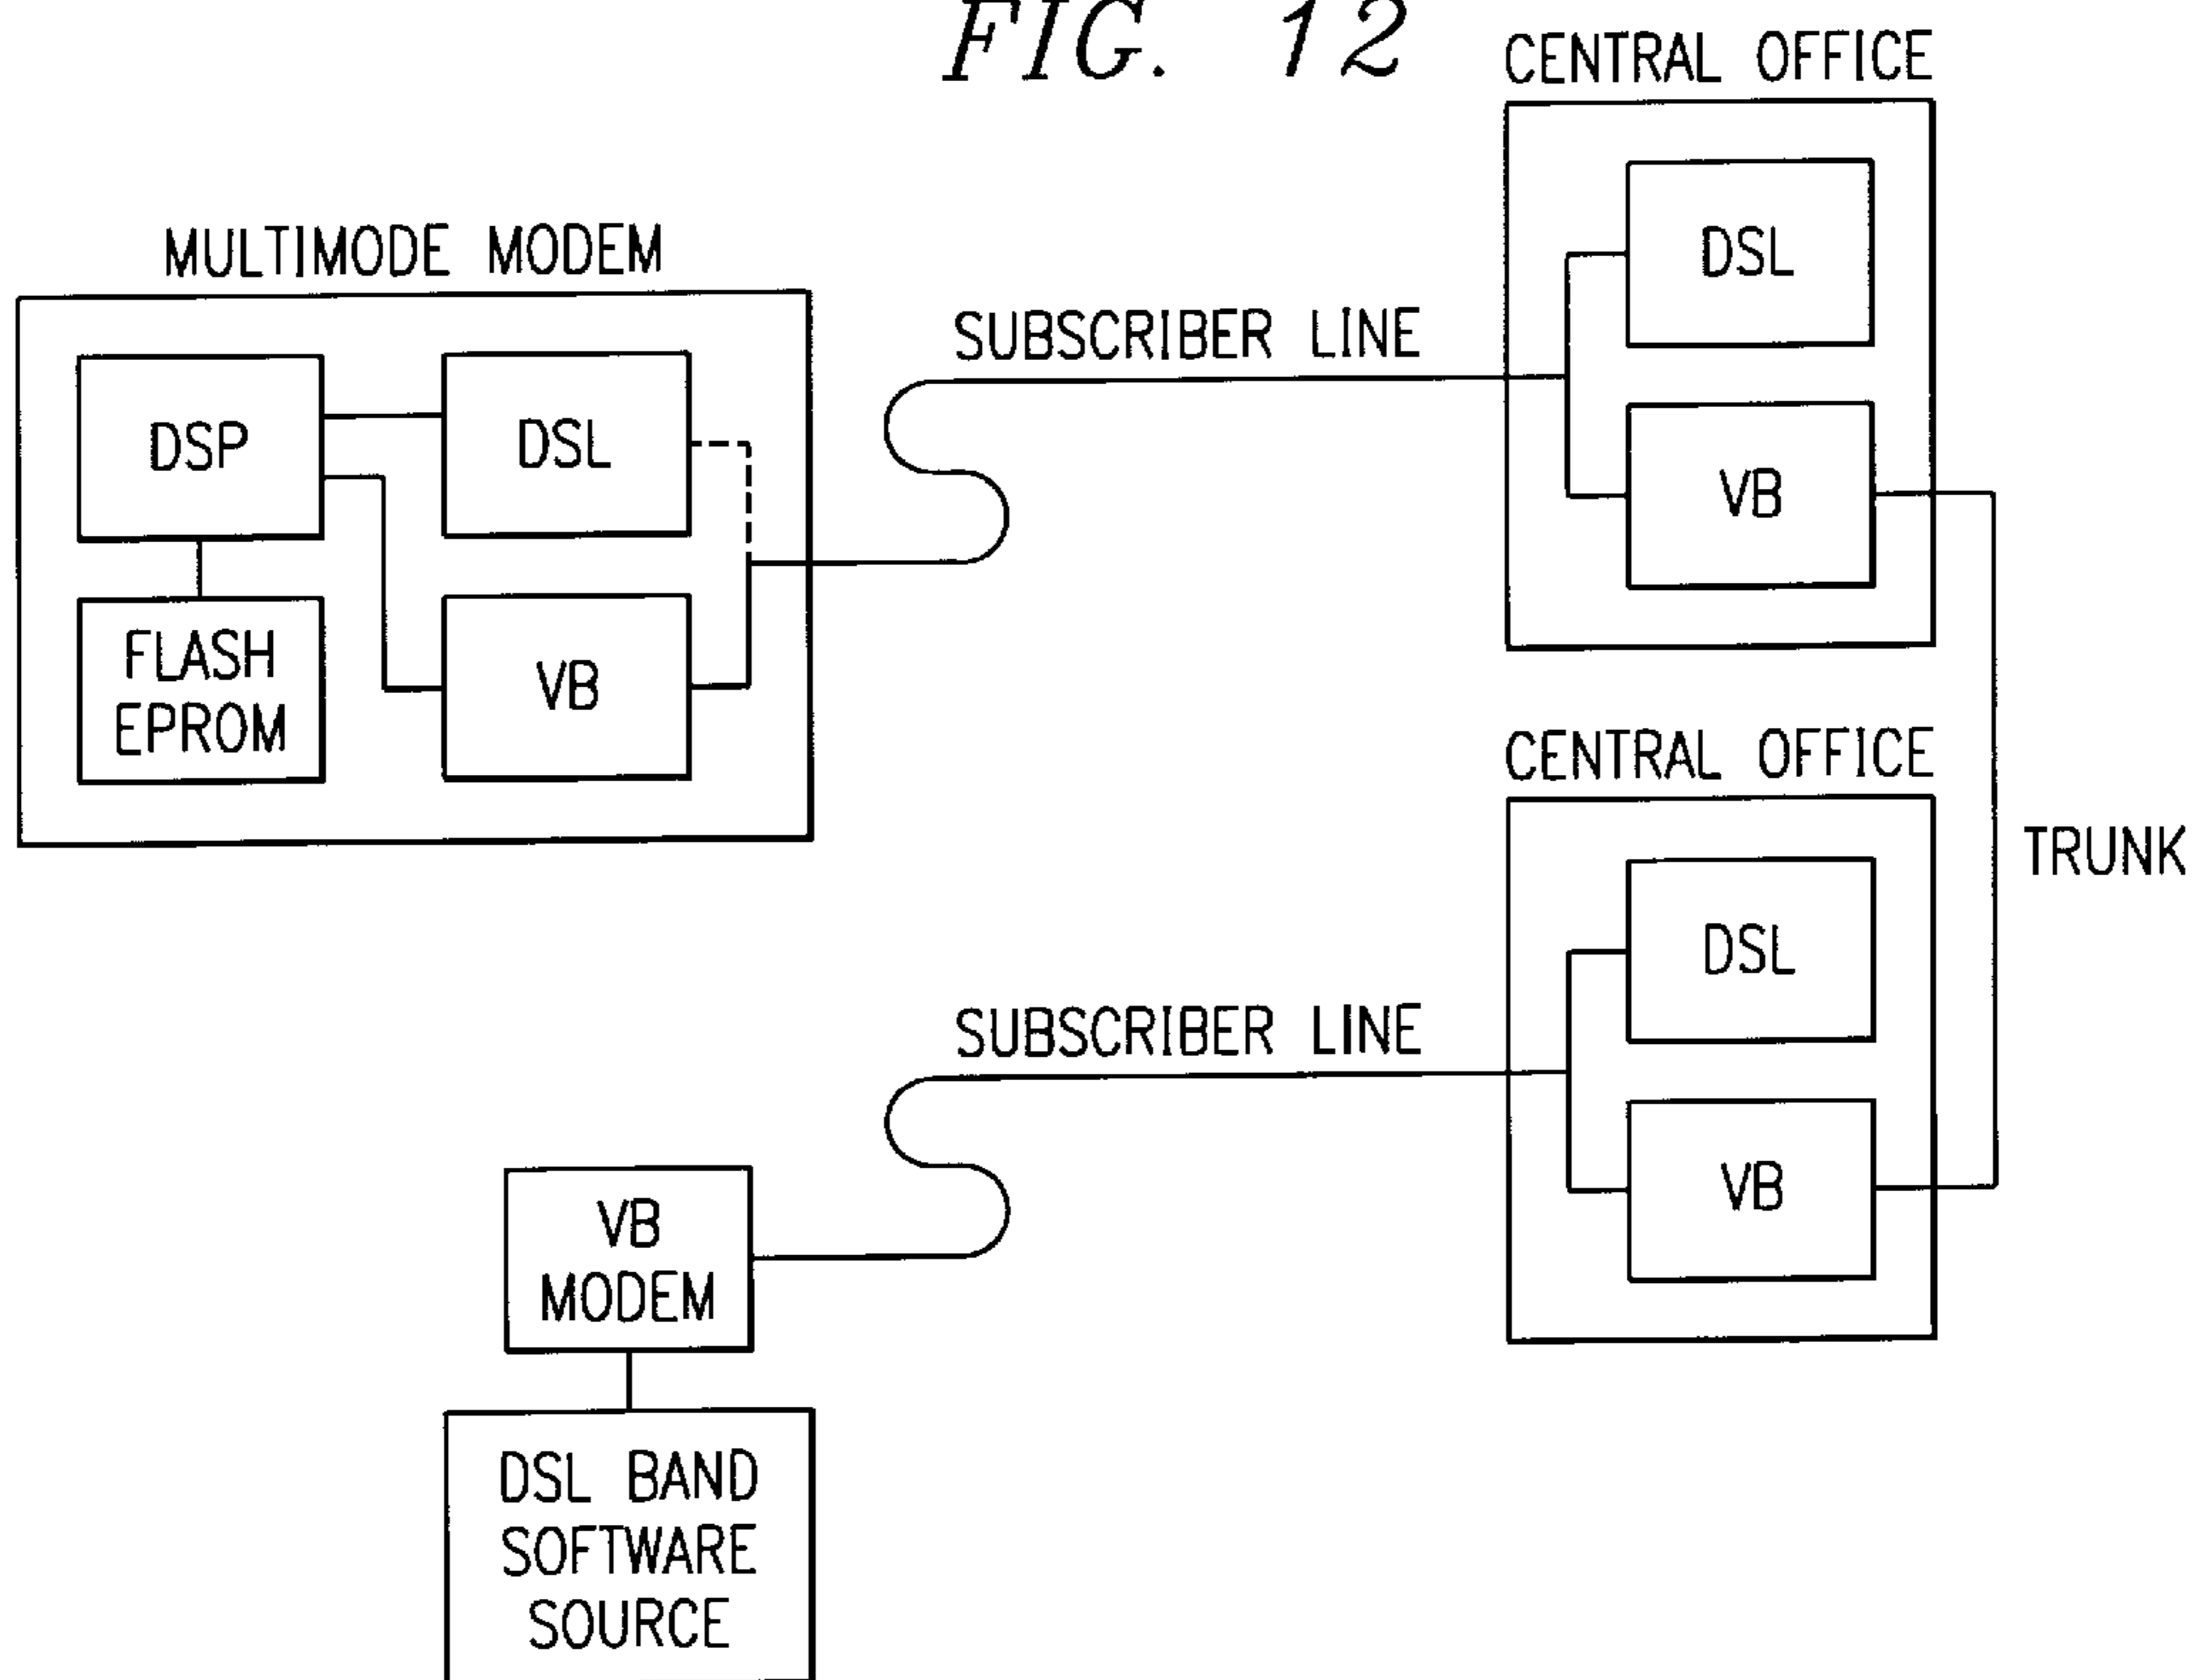 FIG. 12
CENTRAL OFFICE
DSL
VB
MULTIMODE MODEM
DSP
DSL
FLASH
EPROM
VB
SUBSCRIBER LINE
CENTRAL OFFICE
DSL
VB
TRUNK
SUBSCRIBER LINE
VB
MODEM
DSL BAND
SOFTWARE
SOURCE